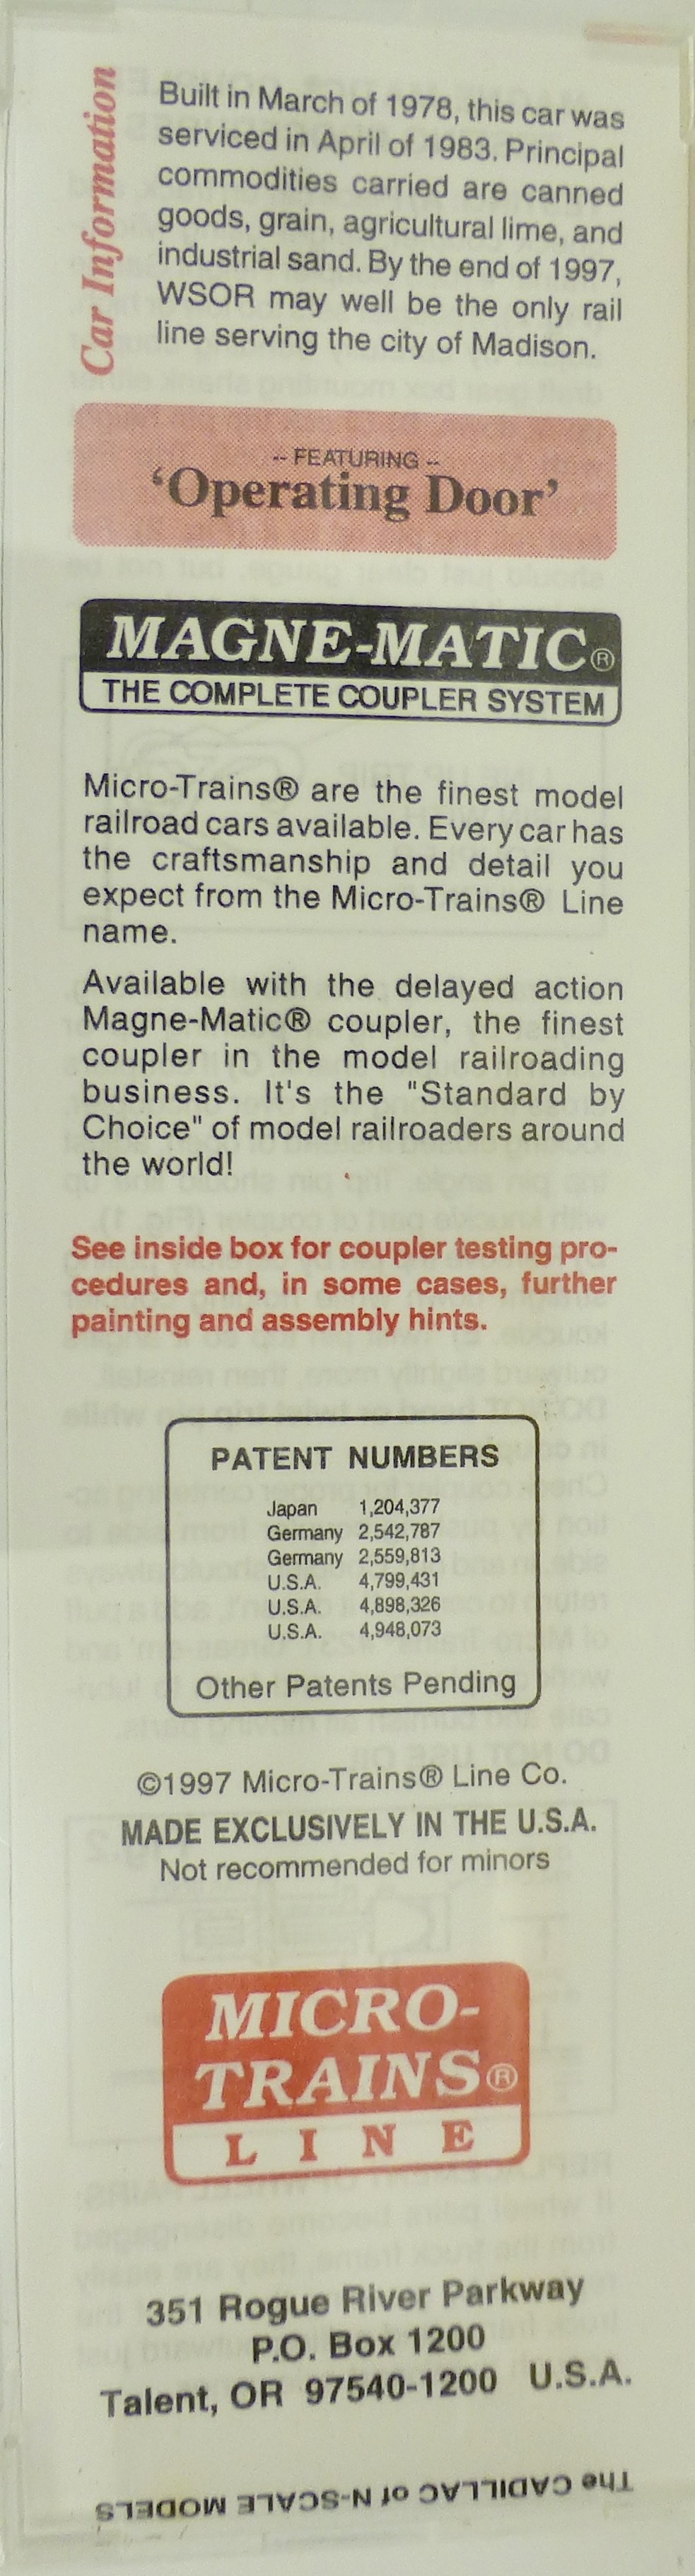 Car Information
Built in March of 1978, this car was
serviced in April of 1983. Principal
commodities carried are canned
goods, grain, agricultural lime, and
industrial sand. By the end of 1997,
WSOR may well be the only rail
line serving the city of Madison.
-- FEATURING --
‘Operating Door’
MAGNE-MATIC®
THE COMPLETE COUPLER SYSTEM
Micro-Trains® are the finest model
railroad cars available. Every car has
the craftsmanship and detail you
expect from the Micro-Trains® Line
name.
Available with the delayed action
Magne-Matic® coupler, the finest
coupler in the model railroading
business. It's the "Standard by
Choice" of model railroaders around
the world!
See inside box for coupler testing pro-
cedures and, in some cases, further
painting and assembly hints.
PATENT NUMBERS
Japan 1,204,377
Germany 2,542,787
Germany 2,559,813
U.S.A. 4,799,431
U.S.A. 4,898,326
U.S.A. 4,948,073
Other Patents Pending
©1997 Micro-Trains® Line Co.
MADE EXCLUSIVELY IN THE U.S.A.
Not recommended for minors
MICRO-
TRAINS®
LINE
351 Rogue River Parkway
P.O. Box 1200
Talent, OR 97540-1200 U.S.A.
The CADILLAC of N-SCALE MODELS